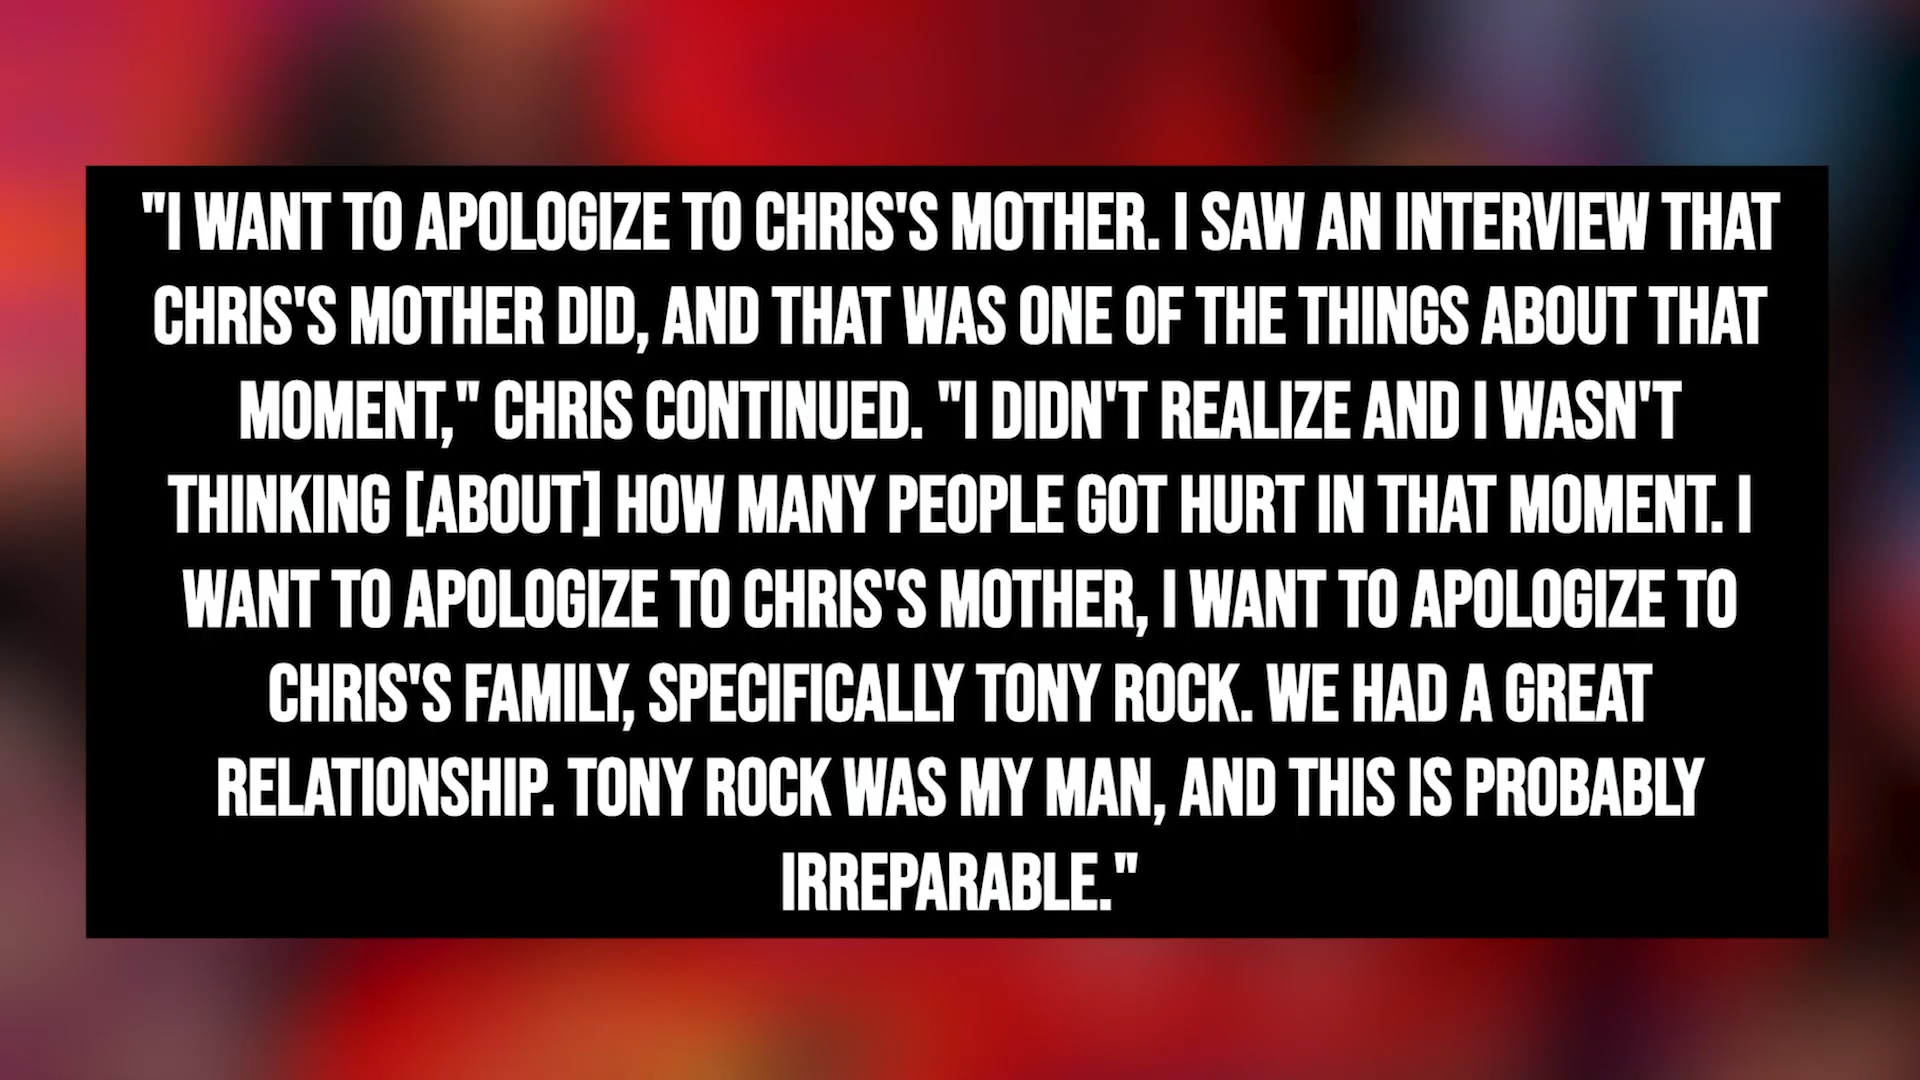 "I WANT TO APOLOGIZE TO CHRIS'S MOTHER. I SAW AN INTERVIEW THAT
CHRIS'S MOTHER DID, AND THAT WAS ONE OF THE THINGS ABOUT THAT
MOMENT," CHRIS CONTINUED. "I DIDN'T REALIZE AND I WASN'T
THINKING [ABOUT] HOW MANY PEOPLE GOT HURT IN THAT MOMENT. I
WANT TO APOLOGIZE TO CHRIS'S MOTHER, I WANT TO APOLOGIZE TO
CHRIS'S FAMILY, SPECIFICALLY TONY ROCK. WE HAD A GREAT
RELATIONSHIP. TONY ROCK WAS MY MAN, AND THIS IS PROBABLY
IRREPARABLE."